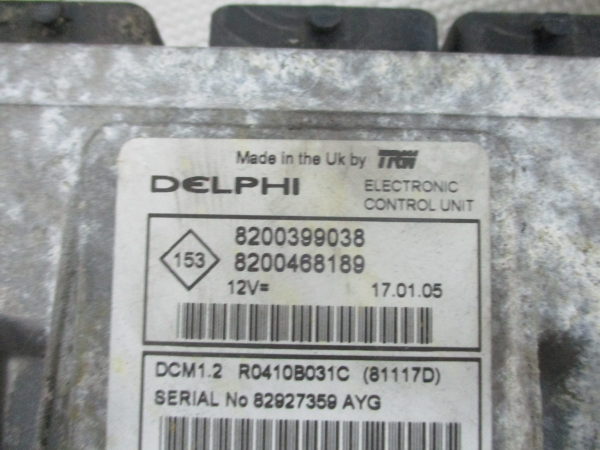 Made in the Uk by TRW
DELPHI ELECTRONIC
CONTROL UNIT
153
8200399038
8200468189
12V= 17.01.05
DCM1.2 R0410B031C (81117D)
SERIAL No 82927359 AYG